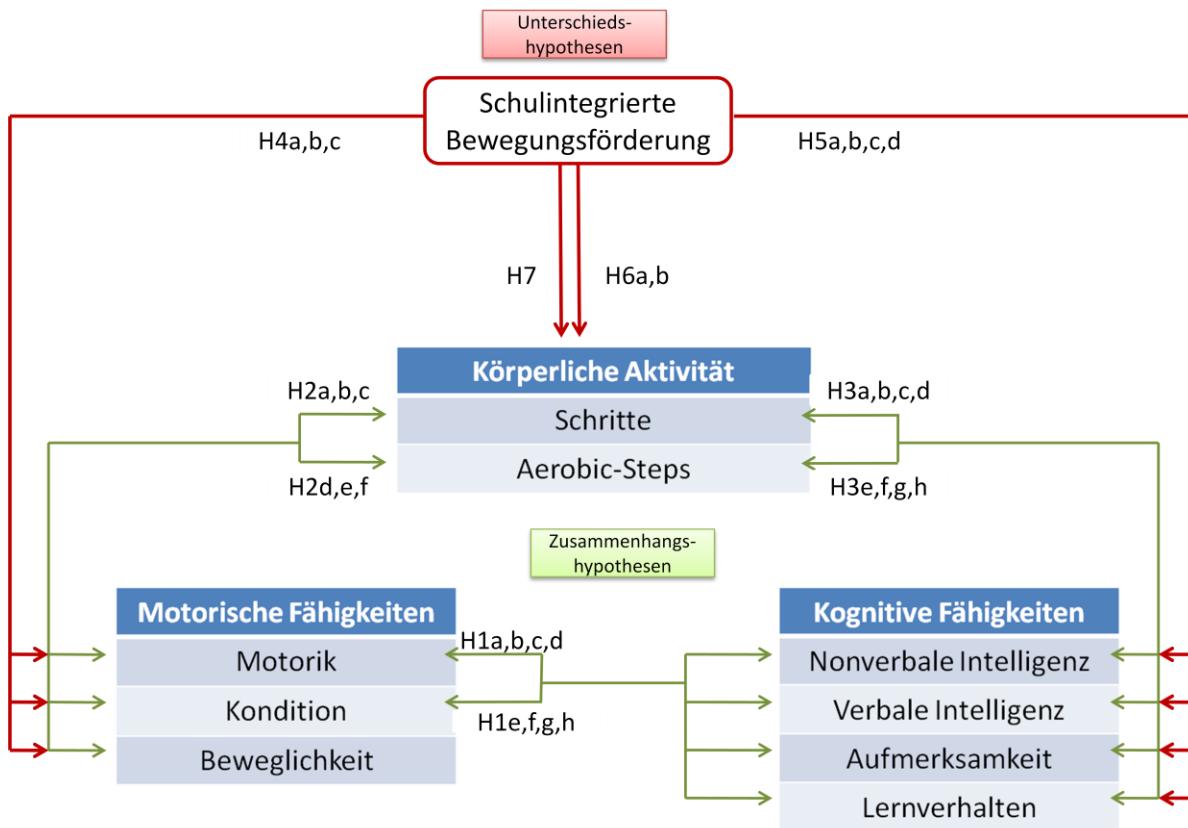 Unterschieds-
hypothesen
Schulintegrierte
Bewegungsförderung
H4a,b,c
H5a,b,c,d
H7
H6a,b
Körperliche Aktivität
H2a,b,c
H3a,b,c,d
Schritte
Aerobic-Steps
H2d,e,f
H3e,f,g,h
Zusammenhangs-
hypothesen
Motorische Fähigkeiten
Kognitive Fähigkeiten
H1a,b,c,d
Motorik
Nonverbale Intelligenz
Kondition
Verbale Intelligenz
H1e,f,g,h
Beweglichkeit
Aufmerksamkeit
Lernverhalten